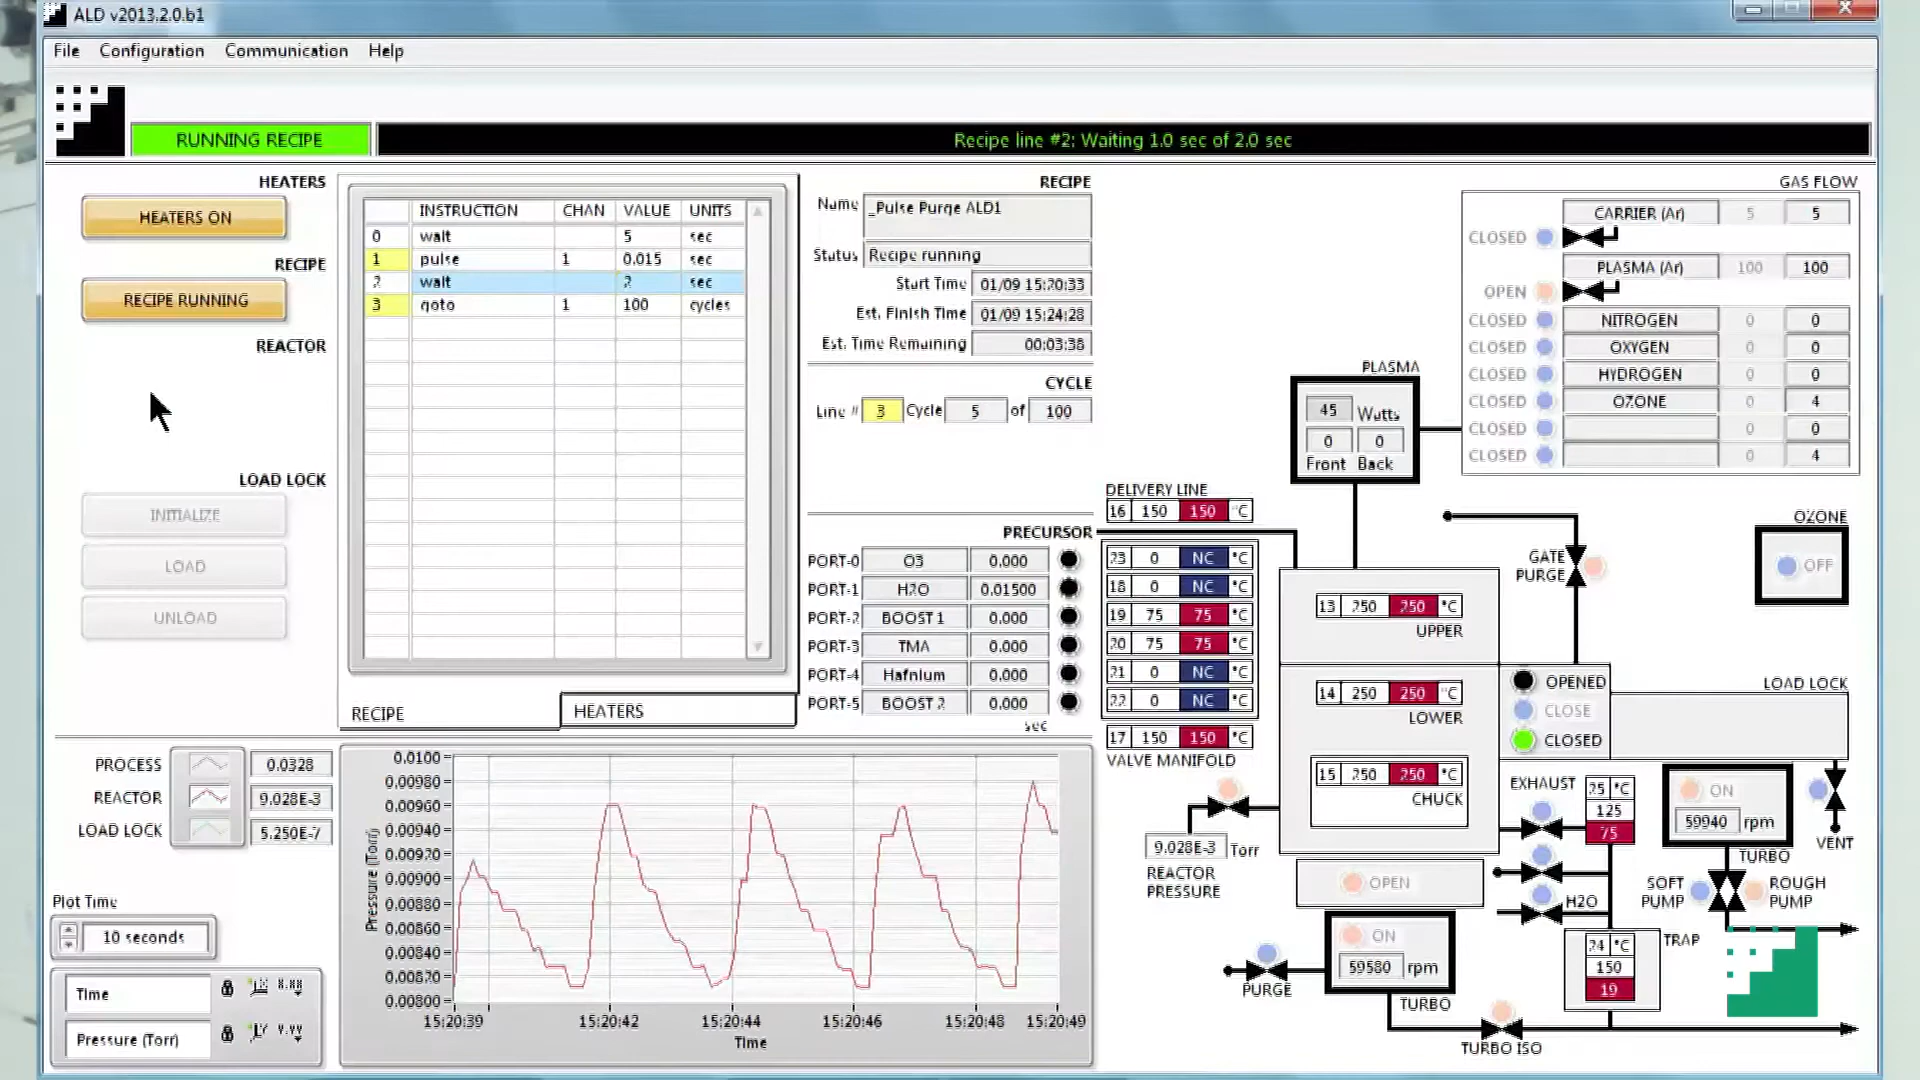 ALD v2013.2.0.b1
File Configuration Communication Help
RUNNING RECIPE
Recipe line #2: Waiting 1.0 sec of 2.0 sec
HEATERS
HEATERS ON
RECIPE
RECIPE RUNNING
REACTOR
LOAD LOCK
INITIALIZE
LOAD
UNLOAD
INSTRUCTION CHAN VALUE UNITS
0 wait 5 sec
1 pulse 1 0.015 sec
2 wait 2 sec
3 goto 1 100 cycles
RECIPE
HEATERS
RECIPE
Name _Pulse Purge ALD1
Status Recipe running
Start Time 01/09 15:20:33
Est. Finish Time 01/09 15:24:28
Est. Time Remaining 00:03:38
CYCLE
Line # 3 Cycle 5 of 100
PRECURSOR
PORT-0 O3 0.000
PORT-1 H2O 0.01500
PORT-2 BOOST 1 0.000
PORT-3 TMA 0.000
PORT-4 Hafnium 0.000
PORT-5 BOOST 2 0.000
sec
DELIVERY LINE
16 150 150 °C
23 0 NC °C
18 0 NC °C
19 75 75 °C
20 75 75 °C
21 0 NC °C
22 0 NC °C
17 150 150 °C
VALVE MANIFOLD
GAS FLOW
CARRIER (Ar) 5 5
CLOSED
PLASMA (Ar) 100 100
OPEN
CLOSED NITROGEN 0 0
CLOSED OXYGEN 0 0
CLOSED HYDROGEN 0 0
CLOSED OZONE 0 4
CLOSED 0 0
CLOSED 0 4
PLASMA
45 Watts
0 0
Front Back
OZONE
OFF
GATE
PURGE
13 250 250 °C
UPPER
14 250 250 °C
LOWER
15 250 250 °C
CHUCK
OPENED
CLOSE
CLOSED
LOAD LOCK
EXHAUST
25 °C
125
75
ON
59940 rpm
TURBO
VENT
SOFT
PUMP
ROUGH
PUMP
H2O
9.028E-3 Torr
REACTOR
PRESSURE
OPEN
ON
59580 rpm
TURBO
PURGE
24 °C
150
19
TRAP
TURBO ISO
PROCESS 0.0328
REACTOR 9.028E-3
LOAD LOCK 5.250E-7
Plot Time
10 seconds
Time X.XX
Pressure (Torr) Y.YY
Pressure (Torr)
0.0100
0.00980
0.00960
0.00940
0.00920
0.00900
0.00880
0.00860
0.00840
0.00820
0.00800
15:20:39 15:20:42 15:20:44 15:20:46 15:20:48 15:20:49
Time